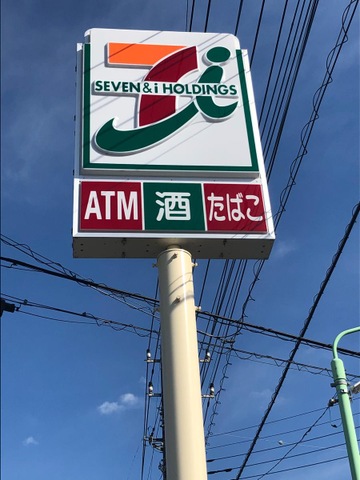 SEVEN & i HOLDINGS
ATM 酒 たばこ